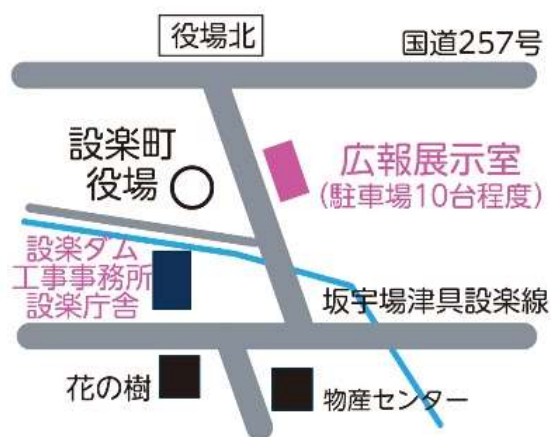 役場北
国道257号
設楽町
役場
広報展示室
(駐車場10台程度)
設楽ダム
工事事務所
設楽庁舎
坂宇場津具設楽線
花の樹
物産センター